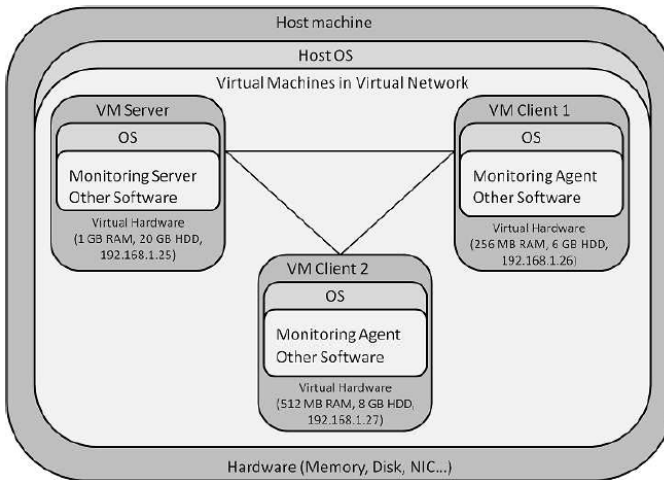 Host machine
Host OS
Virtual Machines in Virtual Network
VM Server
OS
Monitoring Server
Other Software
Virtual Hardware
(1 GB RAM, 20 GB HDD,
192.168.1.25)
VM Client 1
OS
Monitoring Agent
Other Software
Virtual Hardware
(256 MB RAM, 6 GB HDD,
192.168.1.26)
VM Client 2
OS
Monitoring Agent
Other Software
Virtual Hardware
(512 MB RAM, 8 GB HDD,
192.168.1.27)
Hardware (Memory, Disk, NIC...)